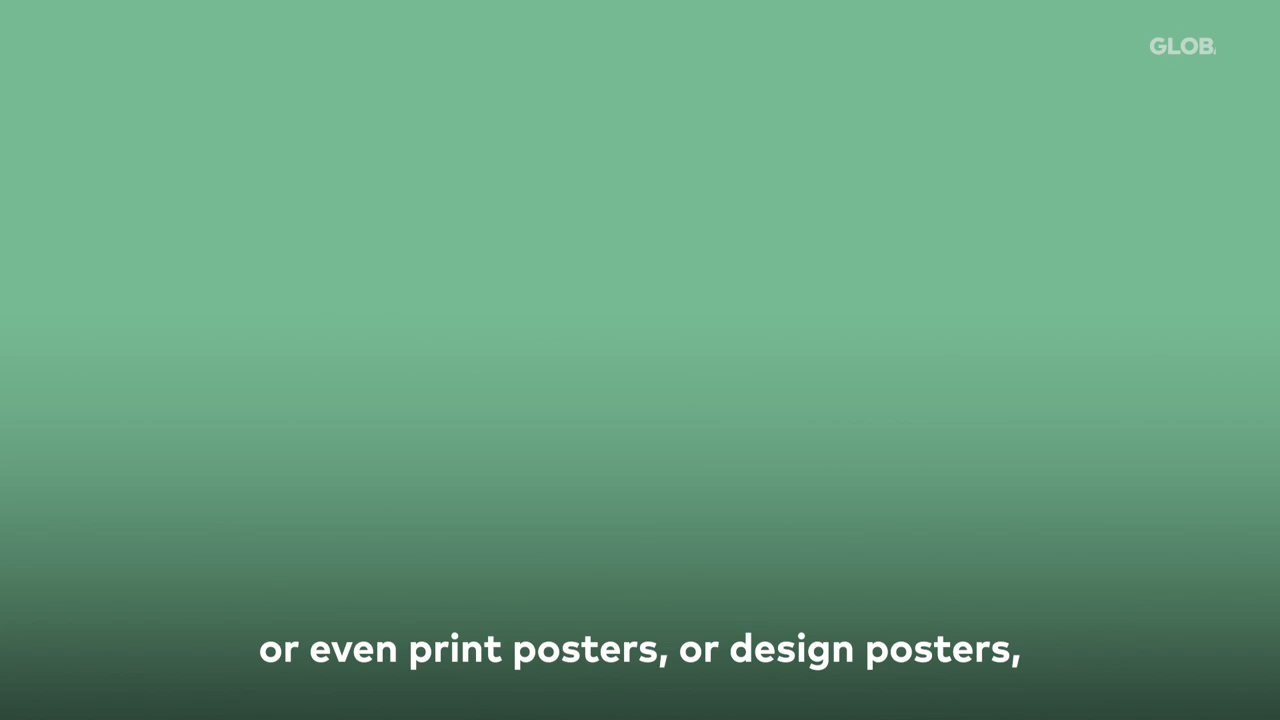 GLOB
or even print posters, or design posters,